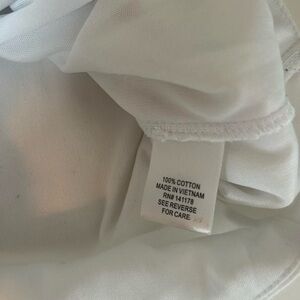 100% COTTON
MADE IN VIETNAM
RN# 141178
SEE REVERSE
FOR CARE